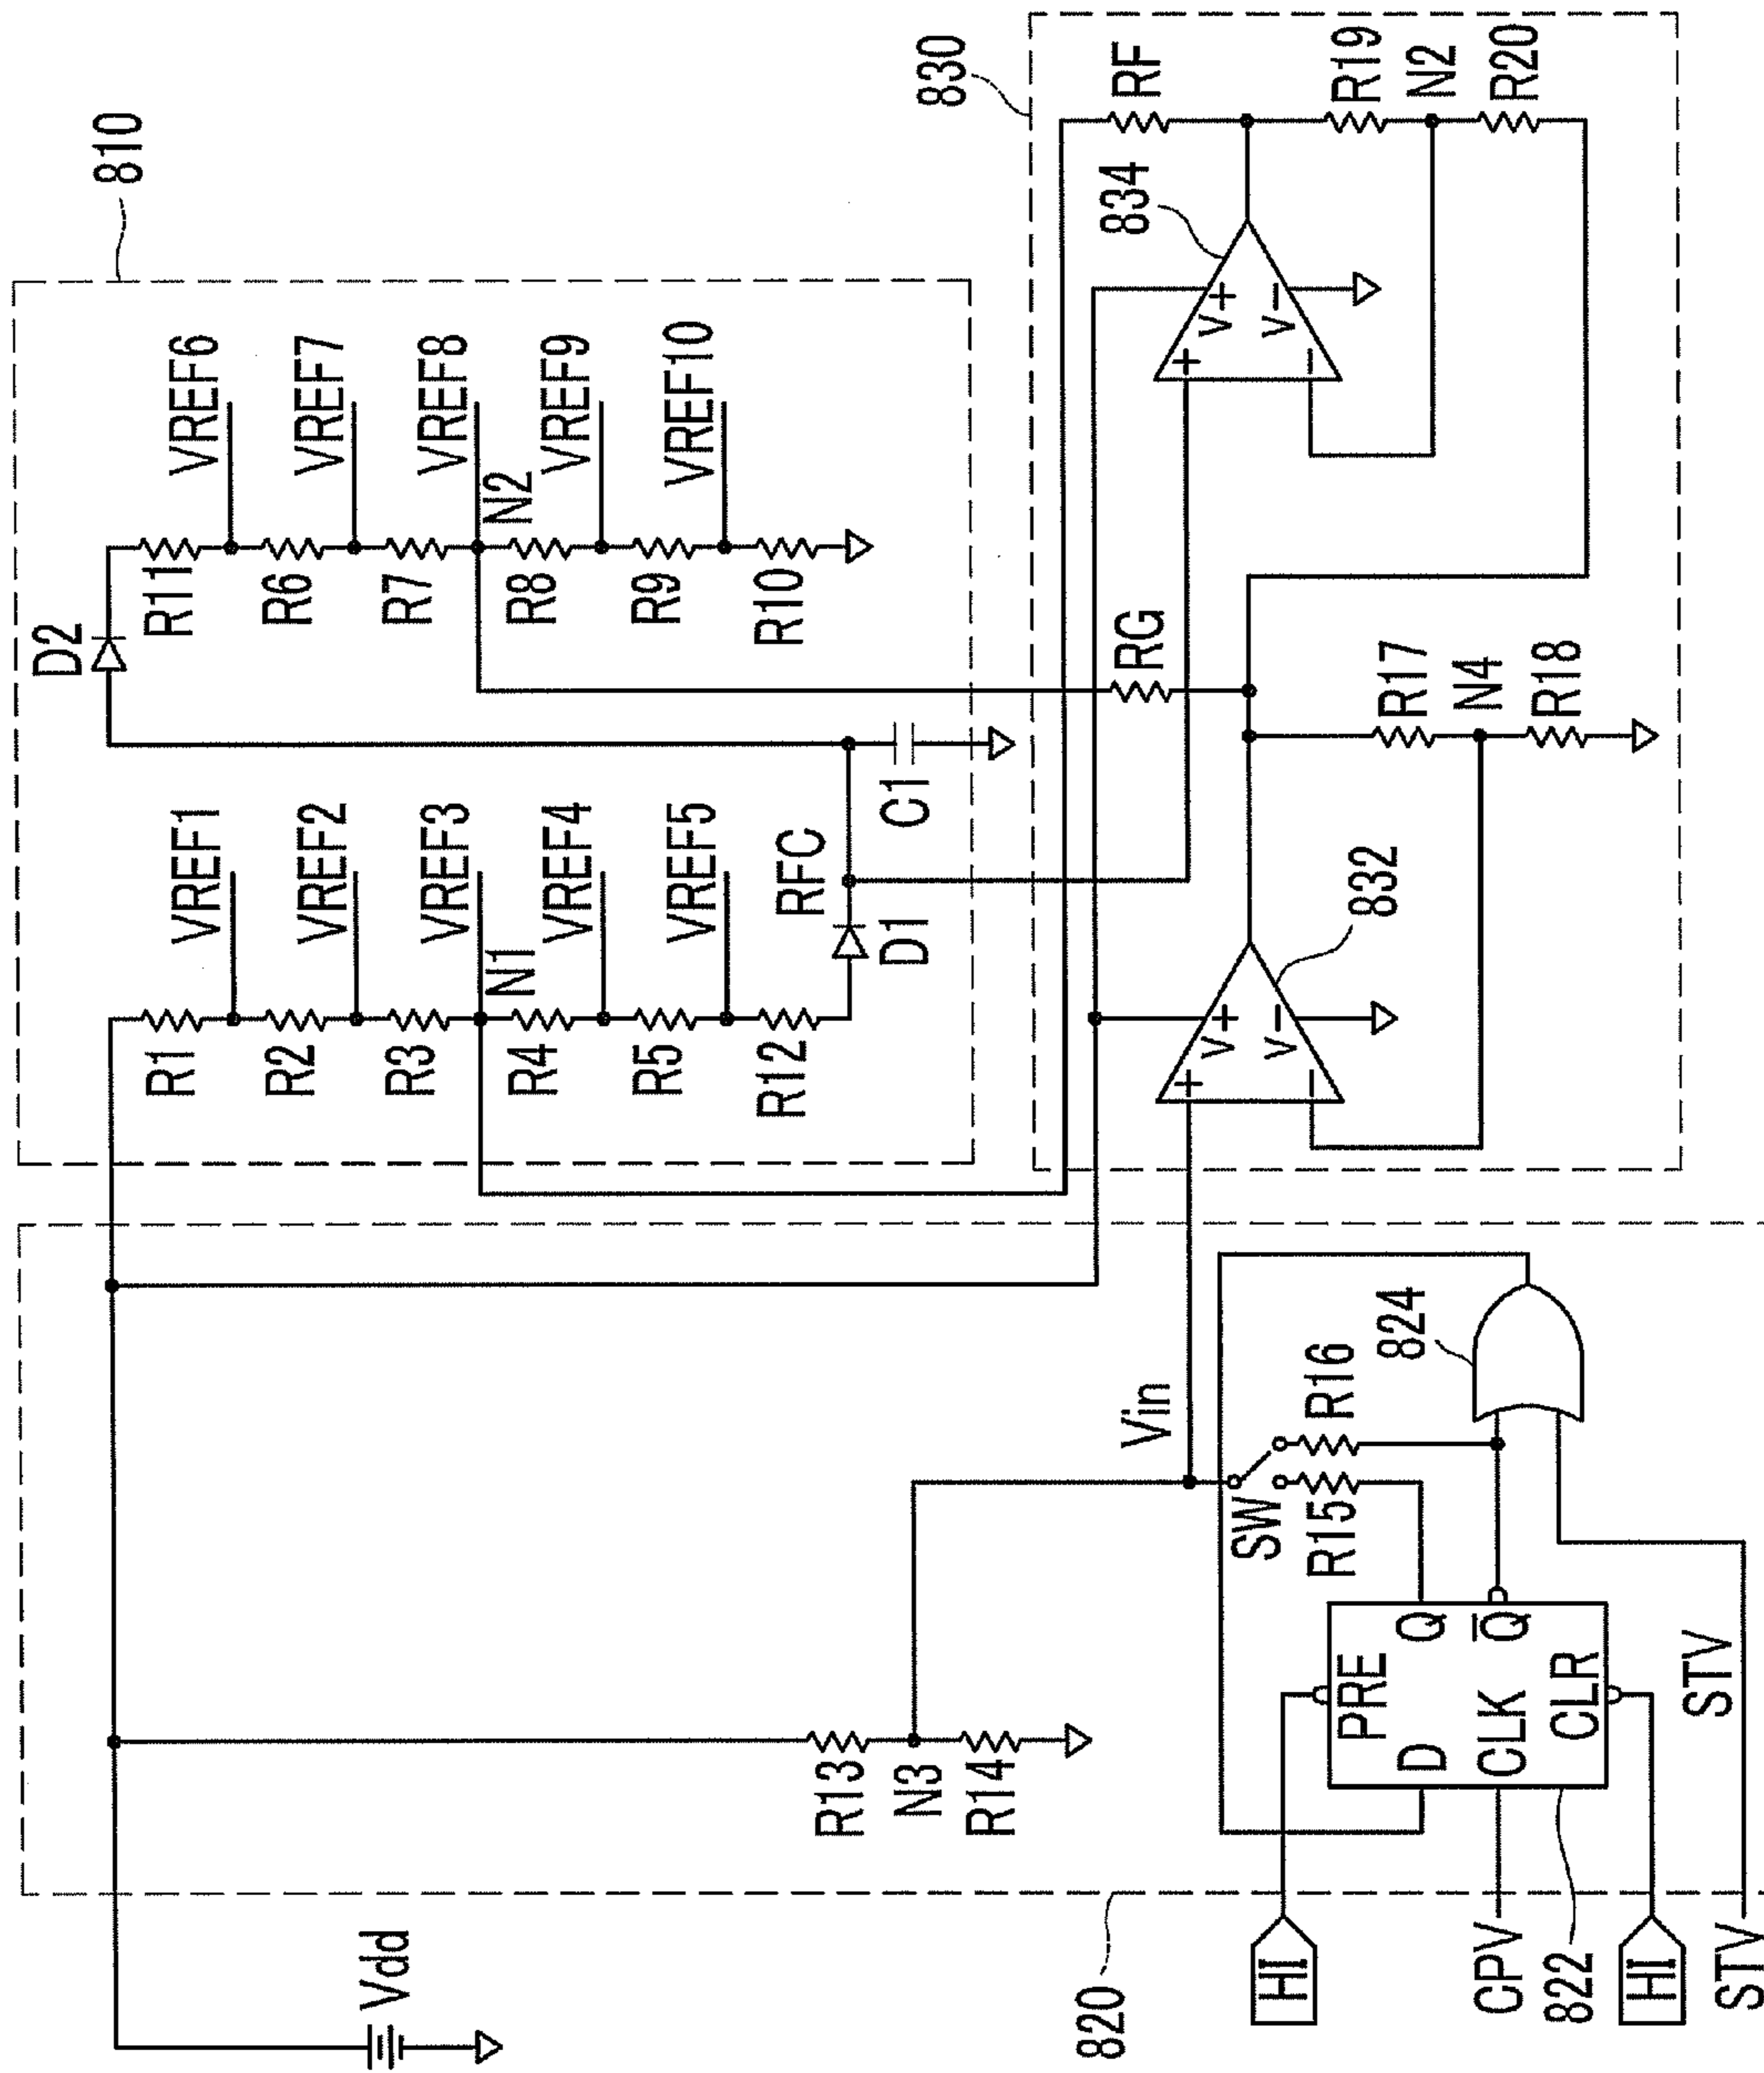 810
D2
R11
VREF6
R6
VREF7
R7
VREF8
N2
R8
VREF9
R9
VREF10
R10
R1
VREF1
R2
VREF2
R3
VREF3
N1
R4
VREF4
R5
VREF5
R12
RFC
D1
C1
830
RF
R19
N2
R20
834
+
V+
V−
−
RG
R17
N4
R18
832
+
V+
V−
−
Vdd
R13
N3
R14
Vin
SW
R15
R16
824
PRE
D
Q
Q̅
CLK
CLR
HI
CPV
822
HI
STV
STV
820